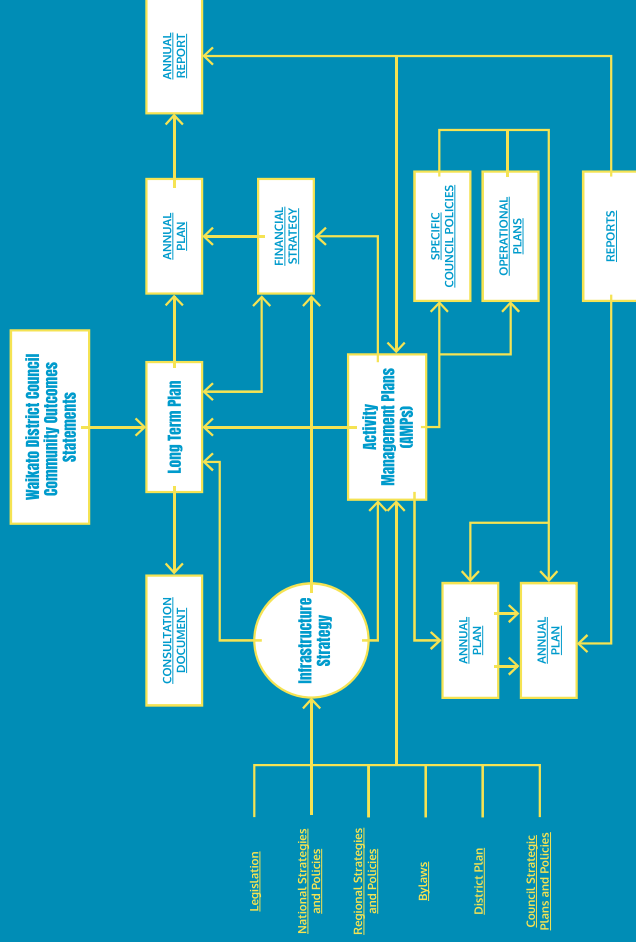 Waikato District Council
Community Outcomes
Statements
CONSULTATION
DOCUMENT
Long Term Plan
ANNUAL
PLAN
ANNUAL
REPORT
Infrastructure
Strategy
FINANCIAL
STRATEGY
Activity
Management Plans
(AMPs)
SPECIFIC
COUNCIL POLICIES
OPERATIONAL
PLANS
ANNUAL
PLAN
ANNUAL
PLAN
REPORTS
Legislation
National Strategies
and Policies
Regional Strategies
and Policies
Bylaws
District Plan
Council Strategic
Plans and Policies